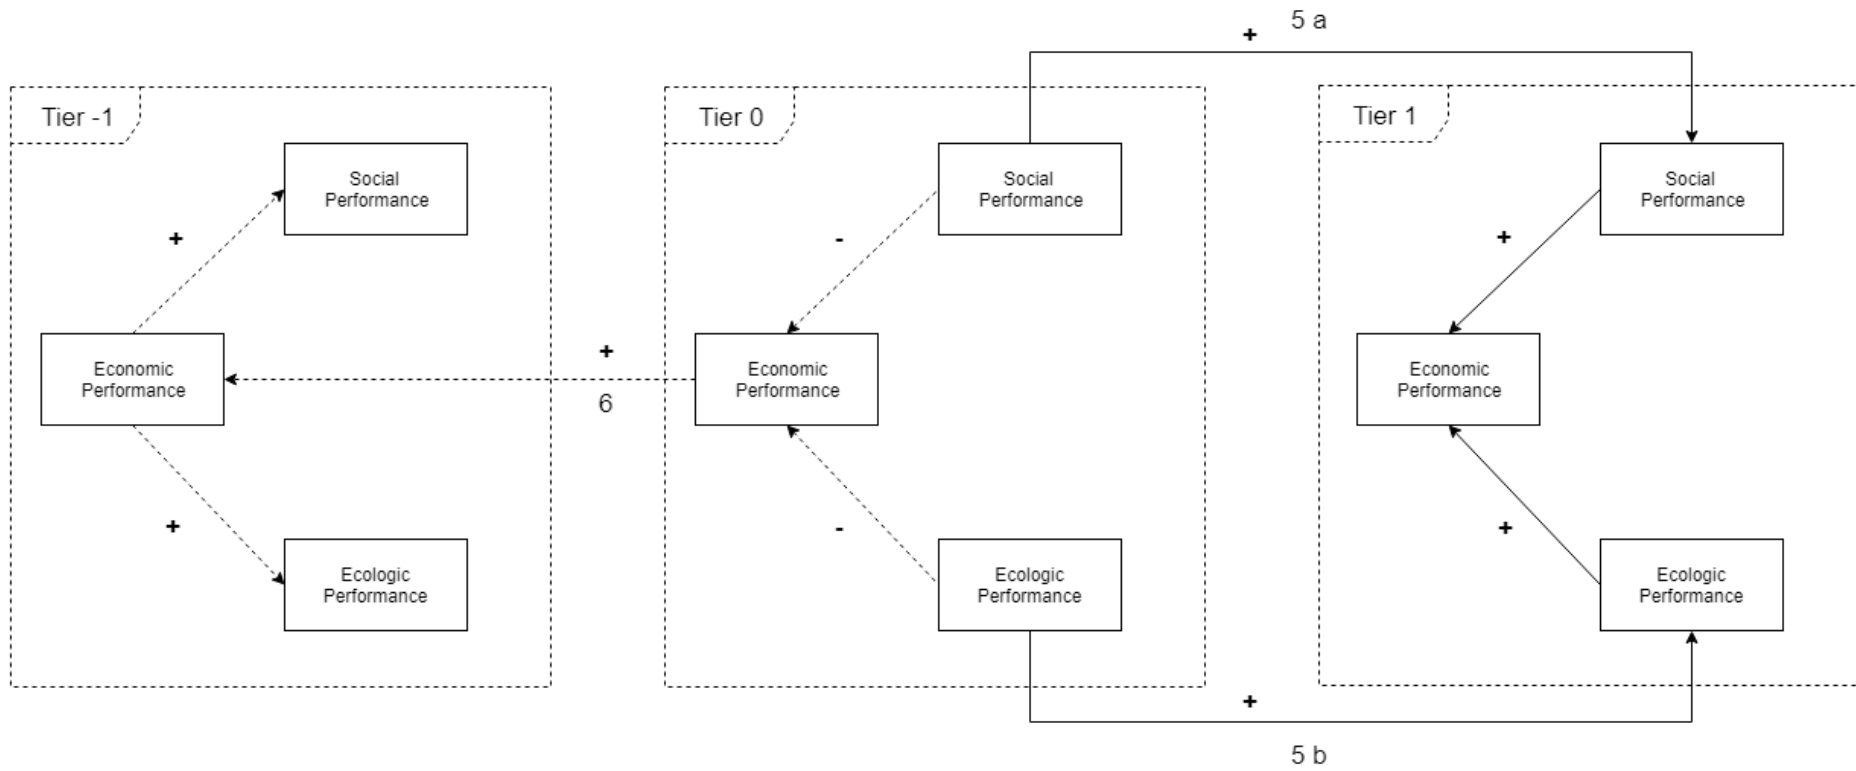 5 a
+
Tier -1
Tier 0
Tier 1
Social
Performance
Social
Performance
Social
Performance
+
-
+
Economic
Performance
+
6
Economic
Performance
Economic
Performance
+
-
+
Ecologic
Performance
Ecologic
Performance
Ecologic
Performance
+
5 b